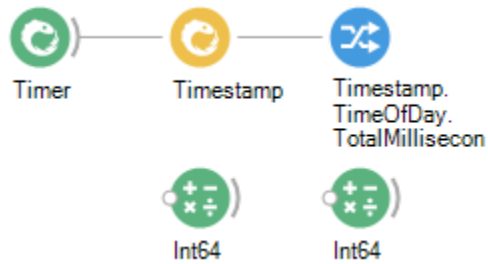 Timer
Timestamp
Timestamp.
TimeOfDay.
TotalMillisecon
Int64
Int64